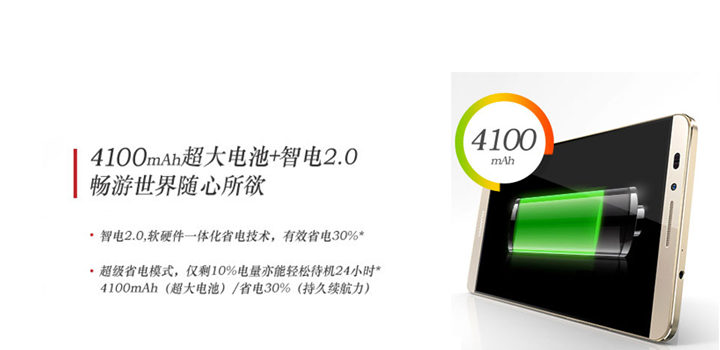 4100mAh超大电池+智电2.0
畅游世界随心所欲
• 智电2.0,软硬件一体化省电技术，有效省电30%*
• 超级省电模式，仅剩10%电量亦能轻松待机24小时*
4100mAh（超大电池）/省电30%（持久续航力）
4100
mAh